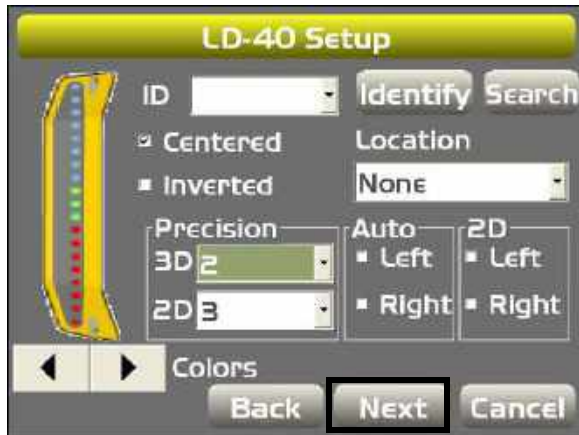 LD-40 Setup
ID Identify Search
Centered Location
Inverted None
Precision Auto 2D
3D 2 Left Left
2D 3 Right Right
Colors
Back Next Cancel